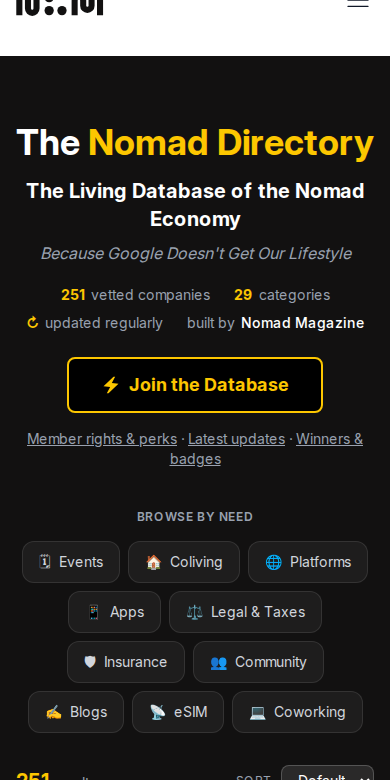 The Nomad Directory
The Living Database of the Nomad
Economy
Because Google Doesn't Get Our Lifestyle
251 vetted companies 29 categories
↻ updated regularly built by Nomad Magazine
⚡ Join the Database
Member rights & perks · Latest updates · Winners &
badges
BROWSE BY NEED
Events Coliving Platforms
Apps Legal & Taxes
Insurance Community
Blogs eSIM Coworking
251 SORT Default